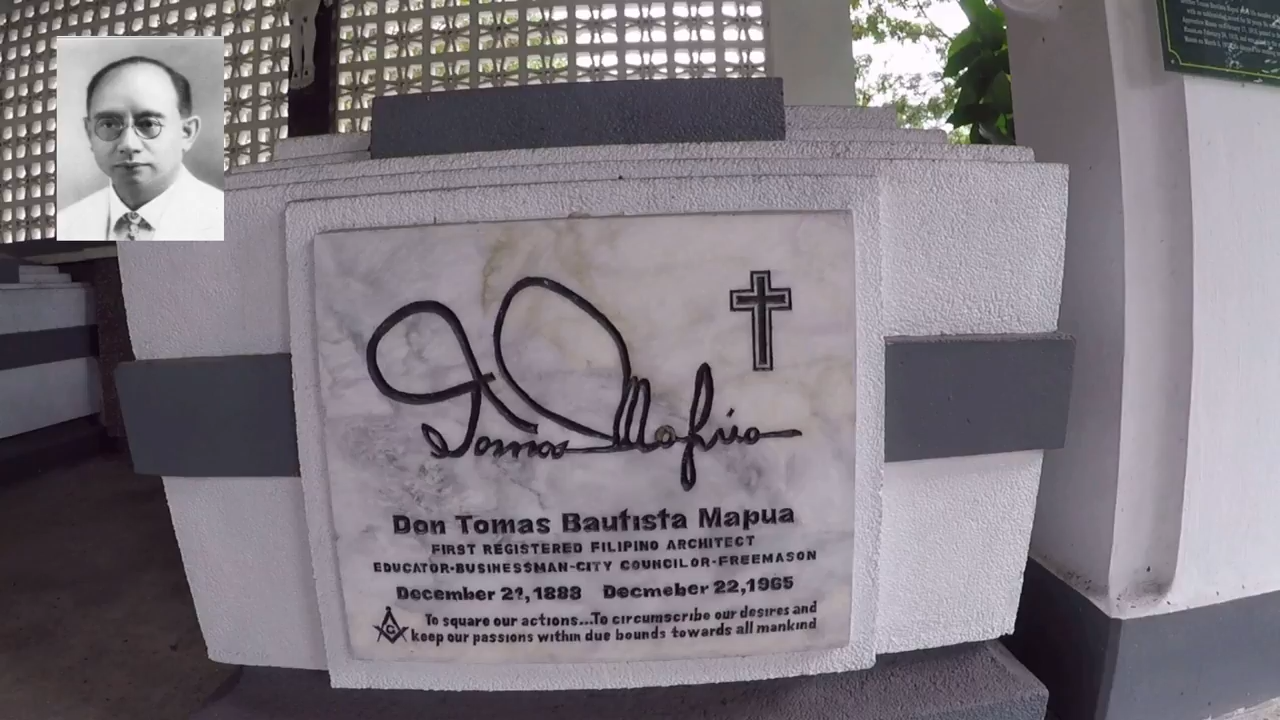 Tomas Mapua
Don Tomas Bautista Mapua
FIRST REGISTERED FILIPINO ARCHITECT
EDUCATOR-BUSINESSMAN-CITY COUNCILOR-FREEMASON
December 21, 1888 Decmeber 22, 1965
To square our actions...To circumscribe our desires and
G keep our passions within due bounds towards all mankind